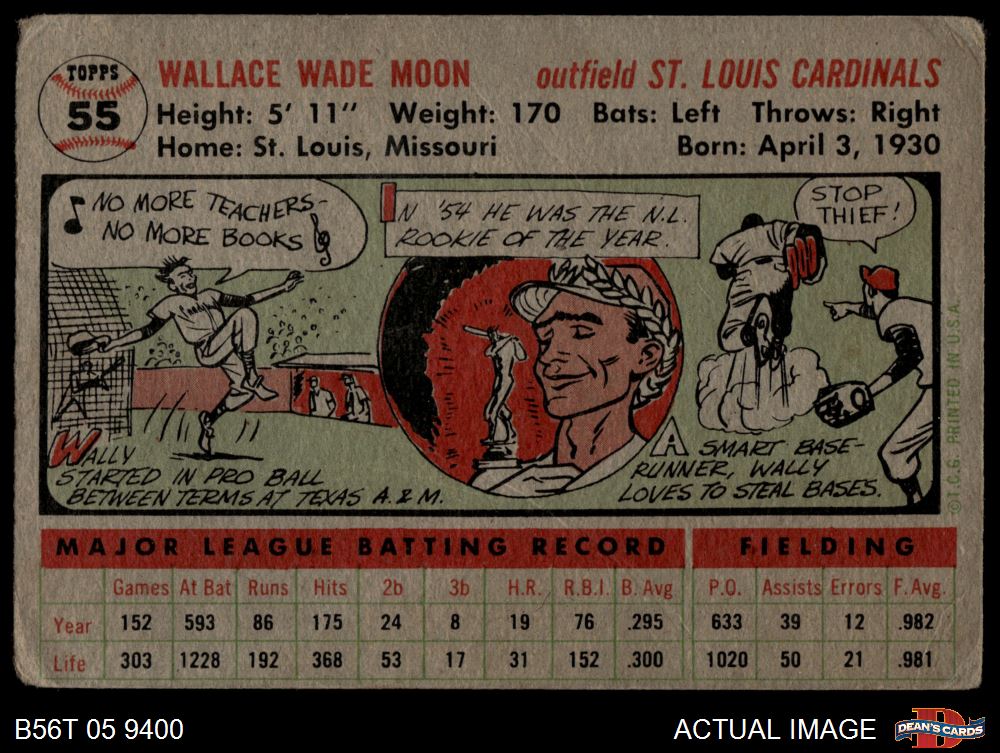 TOPPS
55
WALLACE WADE MOON outfield ST. LOUIS CARDINALS
Height: 5' 11" Weight: 170 Bats: Left Throws: Right
Home: St. Louis, Missouri Born: April 3, 1930
NO MORE TEACHERS-
NO MORE BOOKS
IN '54 HE WAS THE N.L.
ROOKIE OF THE YEAR.
STOP
THIEF!
WALLY
STARTED IN PRO BALL
BETWEEN TERMS AT TEXAS A.&M.
A SMART BASE-
RUNNER, WALLY
LOVES TO STEAL BASES.
©T.C.G. PRINTED IN U.S.A.
MAJOR LEAGUE BATTING RECORD FIELDING
Games At Bat Runs Hits 2b 3b H.R. R.B.I. B. Avg P.O. Assists Errors F. Avg.
Year 152 593 86 175 24 8 19 76 .295 633 39 12 .982
Life 303 1228 192 368 53 17 31 152 .300 1020 50 21 .981
B56T 05 9400 ACTUAL IMAGE DEAN'S CARDS